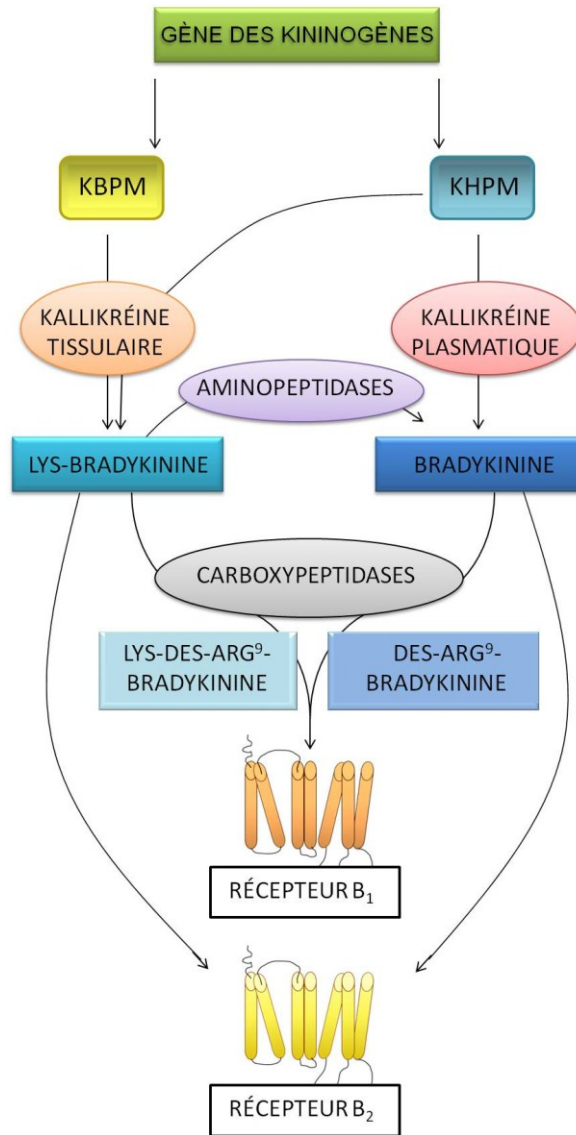 GÈNE DES KININOGÈNES
KBPM
KHPM
KALLIKRÉINE
TISSULAIRE
KALLIKRÉINE
PLASMATIQUE
AMINOPEPTIDASES
LYS-BRADYKININE
BRADYKININE
CARBOXYPEPTIDASES
LYS-DES-ARG⁹-
BRADYKININE
DES-ARG⁹-
BRADYKININE
RÉCEPTEUR B₁
RÉCEPTEUR B₂